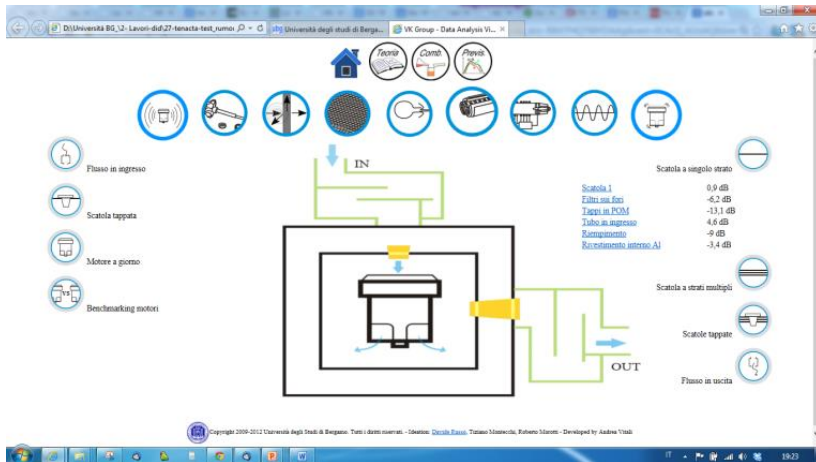 D:\Università BG_\2- Lavori-did\27-tenacta-test_rumor
Università degli studi di Berga...
VK Group - Data Analysis Vi...
Teoria
Comb.
Previs.
IN
Flusso in ingresso
Scatola tappata
Motore a giorno
VS
Benchmarking motori
Scatola a singolo strato
Scatola 1 0,9 dB
Filtri sui fori -6,2 dB
Tappi in POM -13,1 dB
Tubo in ingresso 4,6 dB
Riempimento -9 dB
Rivestimento interno Al -3,4 dB
Scatola a strati multipli
Scatole tappate
OUT
Flusso in uscita
Copyright 2009-2012 Università degli Studi di Bergamo. Tutti i diritti riservati. - Ideation: Davide Russo, Tiziano Montecchi, Roberto Marotti - Developed by Andrea Vitali
IT
19:23